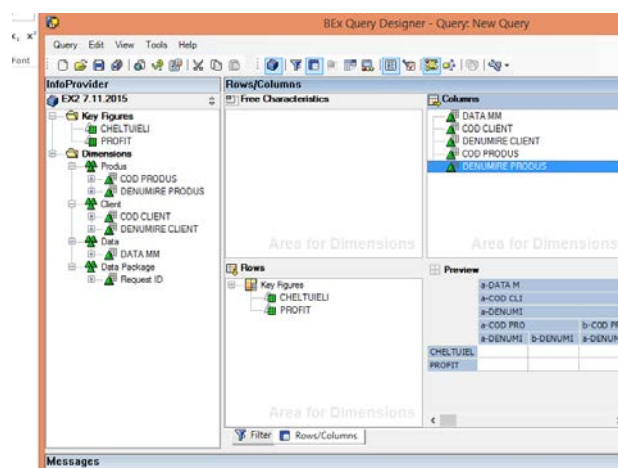 x, x²
Font
BEx Query Designer - Query: New Query
Query Edit View Tools Help
InfoProvider
EX2 7.11.2015
Key Figures
CHELTUIELI
PROFIT
Dimensions
Produs
COD PRODUS
DENUMIRE PRODUS
Client
COD CLIENT
DENUMIRE CLIENT
Data
DATA MM
Data Package
Request ID
Rows/Columns
Free Characteristics
Area for Dimensions
Columns
DATA MM
COD CLIENT
DENUMIRE CLIENT
COD PRODUS
DENUMIRE PRODUS
Area for Dimensions
Rows
Key Figures
CHELTUIELI
PROFIT
Area for Dimensions
Preview
a-DATA M
a-COD CLI
a-DENUMI
a-COD PRO b-COD PR
a-DENUMI b-DENUMI a-DENUM
CHELTUIEL
PROFIT
Filter Rows/Columns
Messages